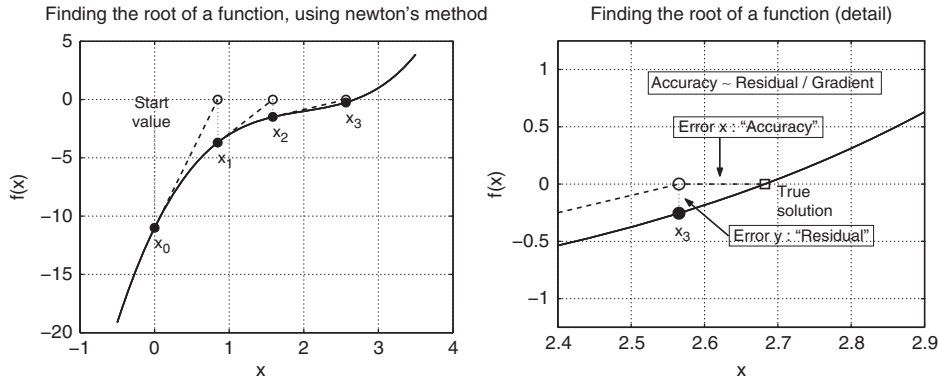 Finding the root of a function, using newton's method
5
0
−5
−10
−15
−20
f(x)
Start
value
x0
x1
x2
x3
−1
0
1
2
3
4
x
Finding the root of a function (detail)
1
0.5
0
−0.5
−1
f(x)
Accuracy ~ Residual / Gradient
Error x : “Accuracy”
True
solution
x3
Error y : “Residual”
2.4
2.5
2.6
2.7
2.8
2.9
x